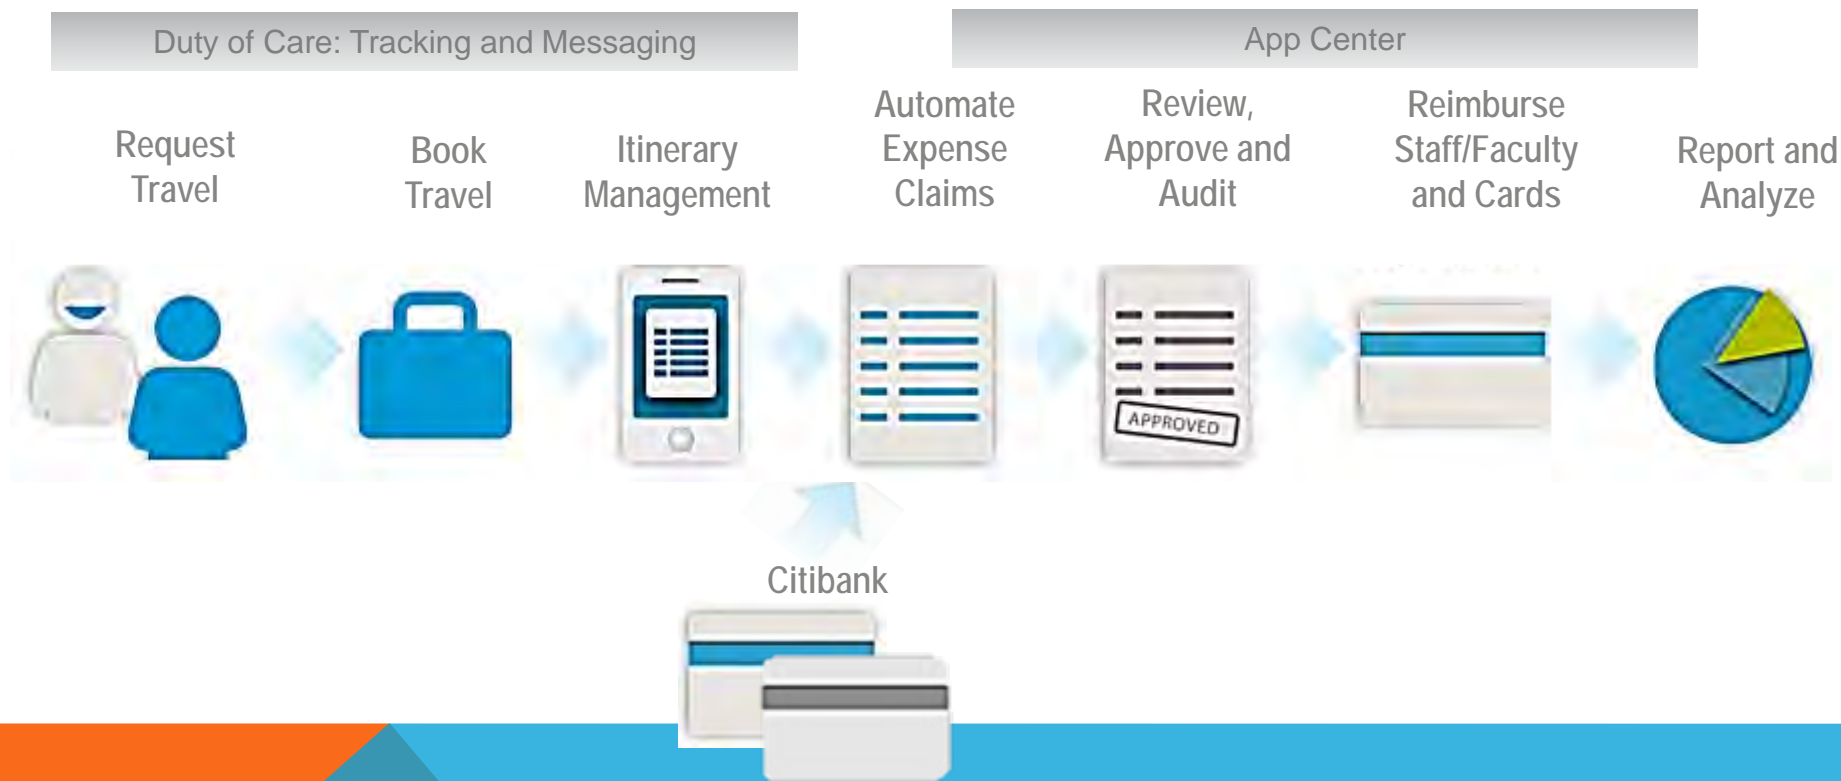 Duty of Care: Tracking and Messaging
App Center
Request
Travel
Book
Travel
Itinerary
Management
Automate
Expense
Claims
Review,
Approve and
Audit
Reimburse
Staff/Faculty
and Cards
Report and
Analyze
APPROVED
Citibank